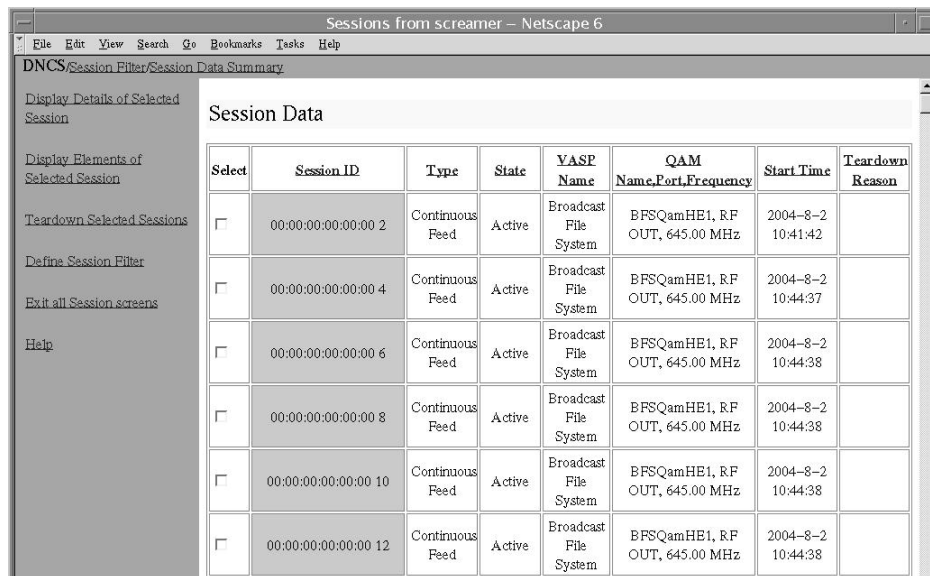 Sessions from screamer – Netscape 6
File Edit View Search Go Bookmarks Tasks Help
DNCS/Session Filter/Session Data Summary
Display Details of Selected
Session
Display Elements of
Selected Session
Teardown Selected Sessions
Define Session Filter
Exit all Session screens
Help
Session Data
Select Session ID Type State VASP Name QAM Name,Port,Frequency Start Time Teardown Reason
00:00:00:00:00:00 2 Continuous Feed Active Broadcast File System BFSQamHE1, RF OUT, 645.00 MHz 2004–8–2 10:41:42
00:00:00:00:00:00 4 Continuous Feed Active Broadcast File System BFSQamHE1, RF OUT, 645.00 MHz 2004–8–2 10:44:37
00:00:00:00:00:00 6 Continuous Feed Active Broadcast File System BFSQamHE1, RF OUT, 645.00 MHz 2004–8–2 10:44:38
00:00:00:00:00:00 8 Continuous Feed Active Broadcast File System BFSQamHE1, RF OUT, 645.00 MHz 2004–8–2 10:44:38
00:00:00:00:00:00 10 Continuous Feed Active Broadcast File System BFSQamHE1, RF OUT, 645.00 MHz 2004–8–2 10:44:38
00:00:00:00:00:00 12 Continuous Feed Active Broadcast File System BFSQamHE1, RF OUT, 645.00 MHz 2004–8–2 10:44:38